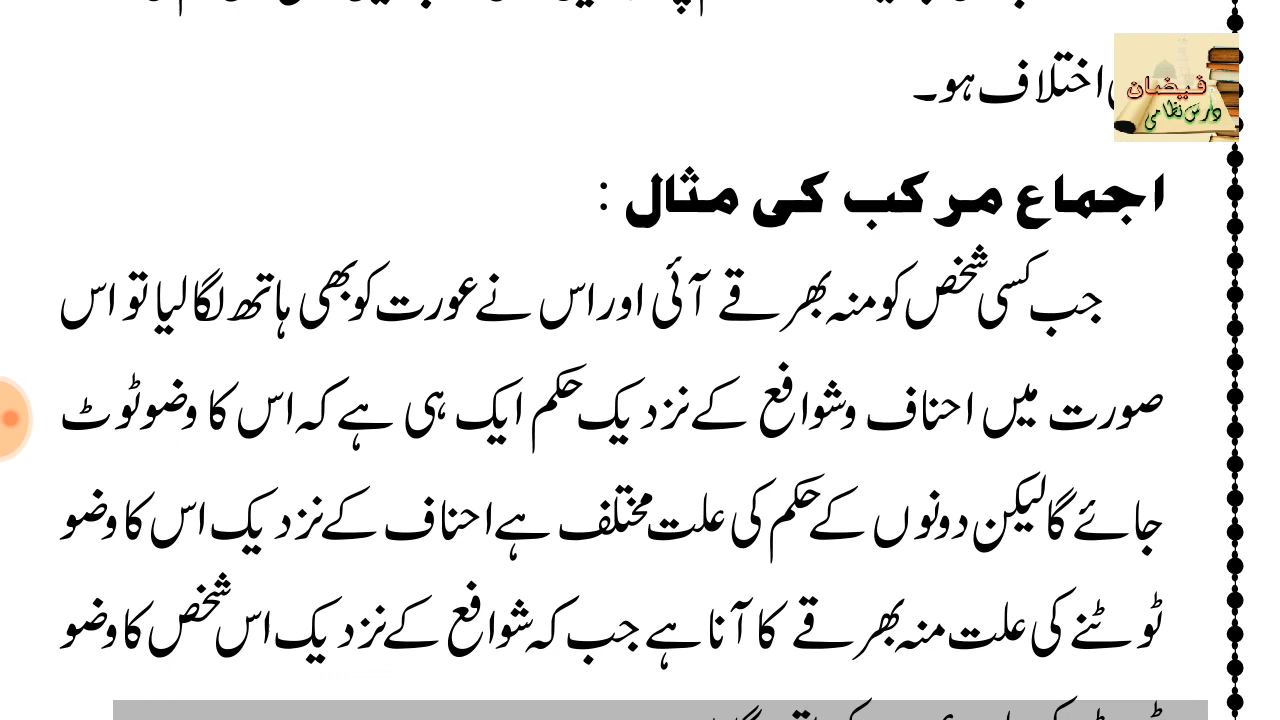 اختلاف ہو۔
فیضان
درس نظامی
اجماع مرکب کی مثال :
جب کسی شخص کو منہ بھر قے آئی اور اس نے عورت کو بھی ہاتھ لگا لیا تو اس
صورت میں احناف وشوافع کے نزدیک حکم ایک ہی ہے کہ اس کا وضو ٹوٹ
جائے گا لیکن دونوں کے حکم کی علت مختلف ہے احناف کے نزدیک اس کا وضو
ٹوٹنے کی علت منہ بھر قے کا آنا ہے جب کہ شوافع کے نزدیک اس شخص کا وضو